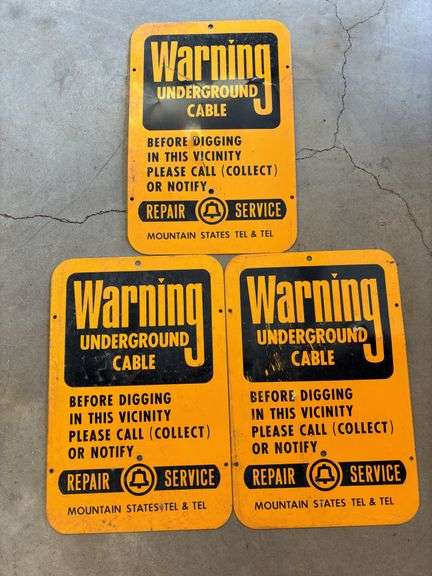 Warning
UNDERGROUND
CABLE
BEFORE DIGGING
IN THIS VICINITY
PLEASE CALL (COLLECT)
OR NOTIFY
REPAIR SERVICE
MOUNTAIN STATES TEL & TEL
Warning
UNDERGROUND
CABLE
BEFORE DIGGING
IN THIS VICINITY
PLEASE CALL (COLLECT)
OR NOTIFY
REPAIR SERVICE
MOUNTAIN STATES TEL & TEL
Warning
UNDERGROUND
CABLE
BEFORE DIGGING
IN THIS VICINITY
PLEASE CALL (COLLECT)
OR NOTIFY
REPAIR SERVICE
MOUNTAIN STATES TEL & TEL